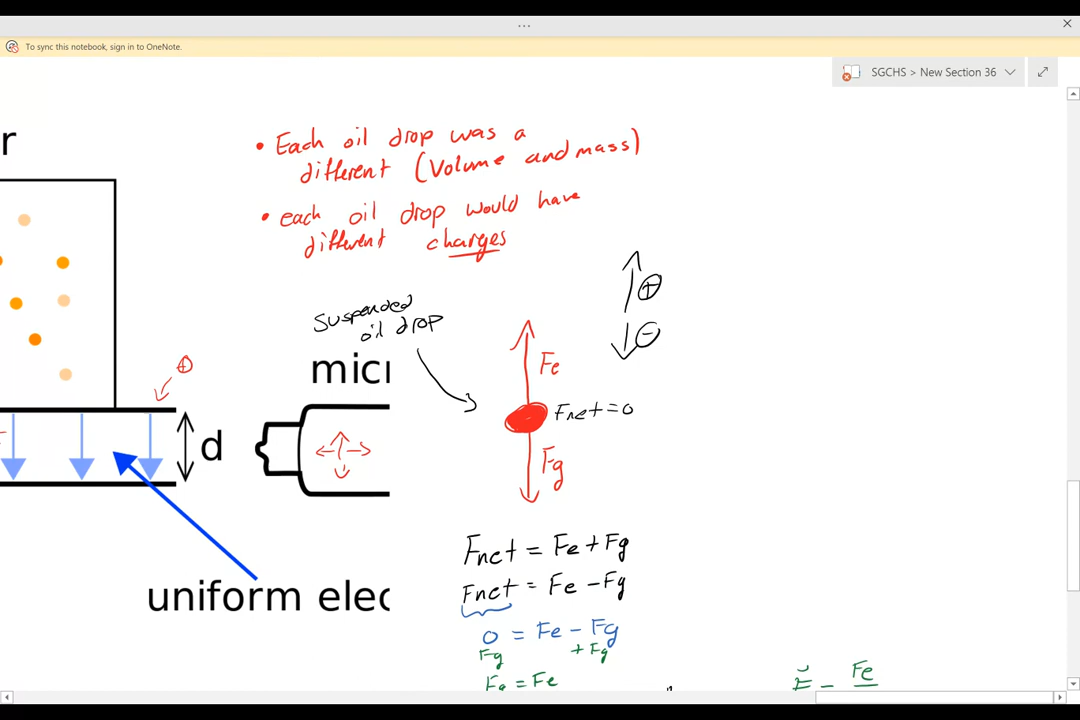 To sync this notebook, sign in to OneNote.
SGCHS > New Section 36
r
• Each oil drop was a
different (Volume and mass)
• each oil drop would have
different charges
+
−
Suspended
oil drop
Fe
Fnet = 0
Fg
+
micr
d
uniform elec
Fnet = Fe + Fg
Fnet = Fe − Fg
0 = Fe − Fg
Fg + Fg
Fg = Fe
Fe
E =